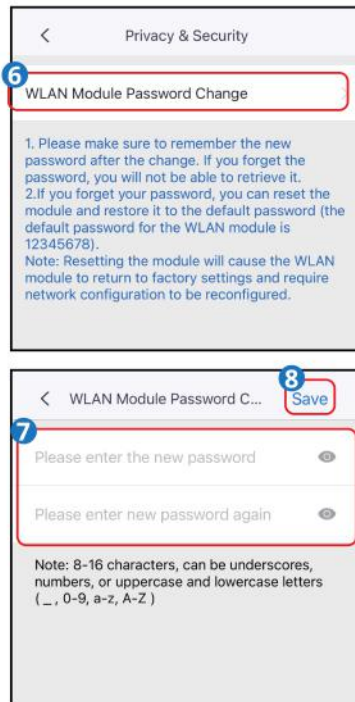 Privacy & Security
6
WLAN Module Password Change
1. Please make sure to remember the new
password after the change. If you forget the
password, you will not be able to retrieve it.
2.If you forget your password, you can reset the
module and restore it to the default password (the
default password for the WLAN module is
12345678).
Note: Resetting the module will cause the WLAN
module to return to factory settings and require
network configuration to be reconfigured.
WLAN Module Password C...
8
Save
7
Please enter the new password
Please enter new password again
Note: 8-16 characters, can be underscores,
numbers, or uppercase and lowercase letters
( _ , 0-9, a-z, A-Z )